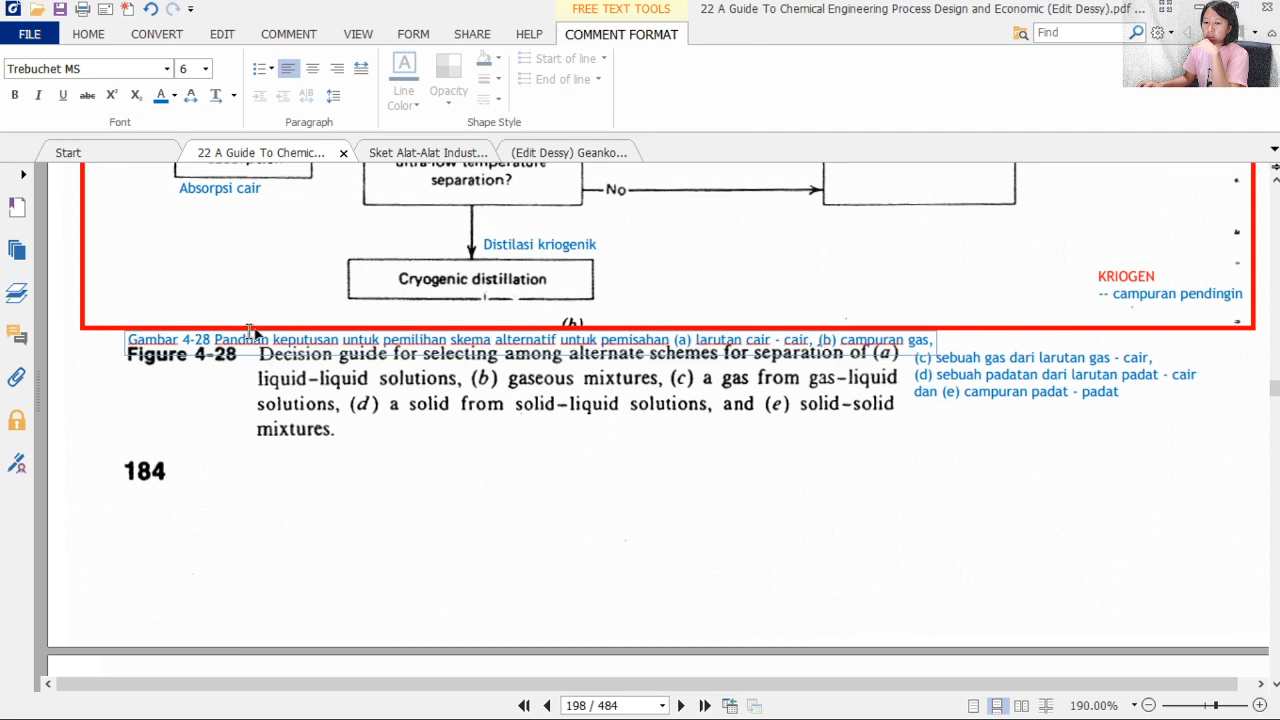 FREE TEXT TOOLS
22 A Guide To Chemical Engineering Process Design and Economic (Edit Dessy).pdf ...
FILE
HOME
CONVERT
EDIT
COMMENT
VIEW
FORM
SHARE
HELP
COMMENT FORMAT
Find
Trebuchet MS
6
Line Color
Opacity
Start of line
End of line
Font
Paragraph
Shape Style
Start
22 A Guide To Chemic...
Sket Alat-Alat Indust...
(Edit Dessy) Geanko...
ultra-low temperature
separation?
No
Absorpsi cair
Distilasi kriogenik
Cryogenic distillation
KRIOGEN
-- campuran pendingin
(b)
Gambar 4-28 Panduan keputusan untuk pemilihan skema alternatif untuk pemisahan (a) larutan cair - cair, (b) campuran gas,
(c) sebuah gas dari larutan gas - cair,
(d) sebuah padatan dari larutan padat - cair
dan (e) campuran padat - padat
Figure 4-28 Decision guide for selecting among alternate schemes for separation of (a)
liquid-liquid solutions, (b) gaseous mixtures, (c) a gas from gas-liquid
solutions, (d) a solid from solid-liquid solutions, and (e) solid-solid
mixtures.
184
198 / 484
190.00%